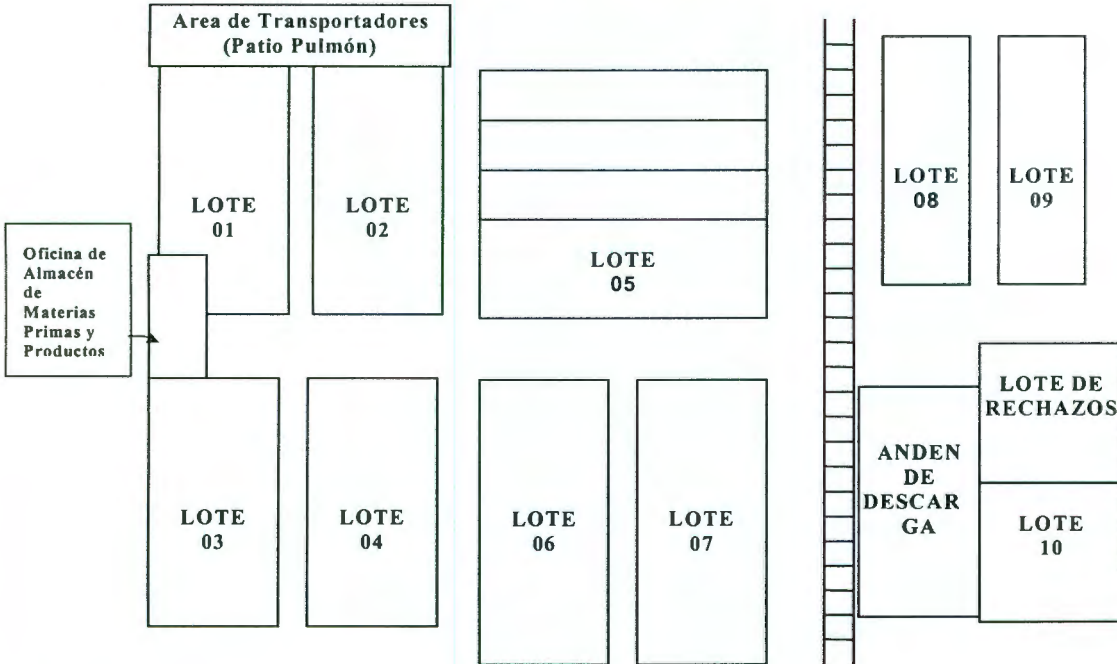 Area de Transportadores
(Patio Pulmón)
LOTE
01
LOTE
02
LOTE
05
LOTE
08
LOTE
09
Oficina de
Almacén
de
Materias
Primas y
Productos
LOTE
03
LOTE
04
LOTE
06
LOTE
07
ANDEN
DE
DESCAR
GA
LOTE DE
RECHAZOS
LOTE
10